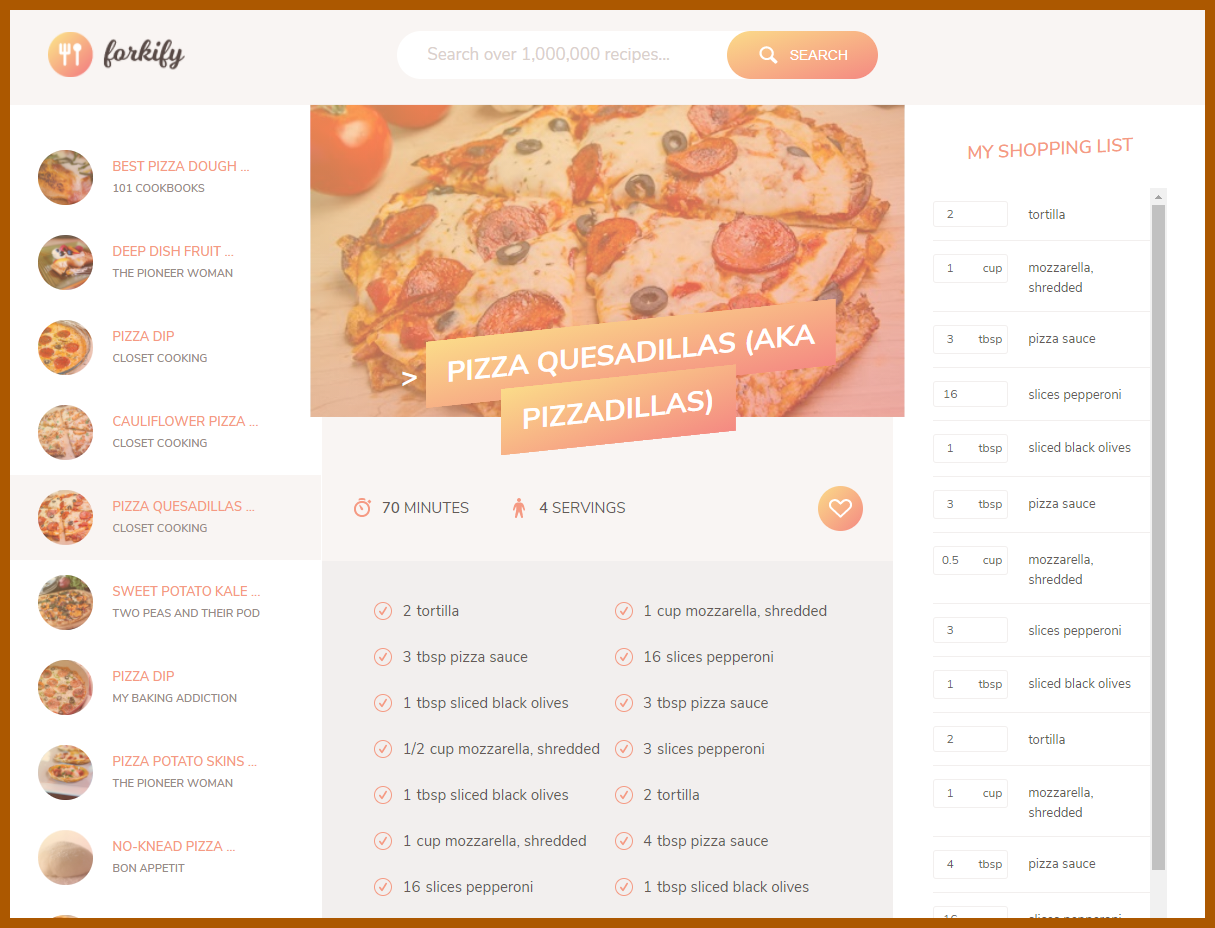 forkify
Search over 1,000,000 recipes...
SEARCH
BEST PIZZA DOUGH ...
101 COOKBOOKS
DEEP DISH FRUIT ...
THE PIONEER WOMAN
PIZZA DIP
CLOSET COOKING
CAULIFLOWER PIZZA ...
CLOSET COOKING
PIZZA QUESADILLAS ...
CLOSET COOKING
SWEET POTATO KALE ...
TWO PEAS AND THEIR POD
PIZZA DIP
MY BAKING ADDICTION
PIZZA POTATO SKINS ...
THE PIONEER WOMAN
NO-KNEAD PIZZA ...
BON APPETIT
> PIZZA QUESADILLAS (AKA
PIZZADILLAS)
70 MINUTES
4 SERVINGS
2 tortilla
1 cup mozzarella, shredded
3 tbsp pizza sauce
16 slices pepperoni
1 tbsp sliced black olives
3 tbsp pizza sauce
1/2 cup mozzarella, shredded
3 slices pepperoni
1 tbsp sliced black olives
2 tortilla
1 cup mozzarella, shredded
4 tbsp pizza sauce
16 slices pepperoni
1 tbsp sliced black olives
MY SHOPPING LIST
2 tortilla
1 cup mozzarella,
shredded
3 tbsp pizza sauce
16 slices pepperoni
1 tbsp sliced black olives
3 tbsp pizza sauce
0.5 cup mozzarella,
shredded
3 slices pepperoni
1 tbsp sliced black olives
2 tortilla
1 cup mozzarella,
shredded
4 tbsp pizza sauce
16 slices pepperoni